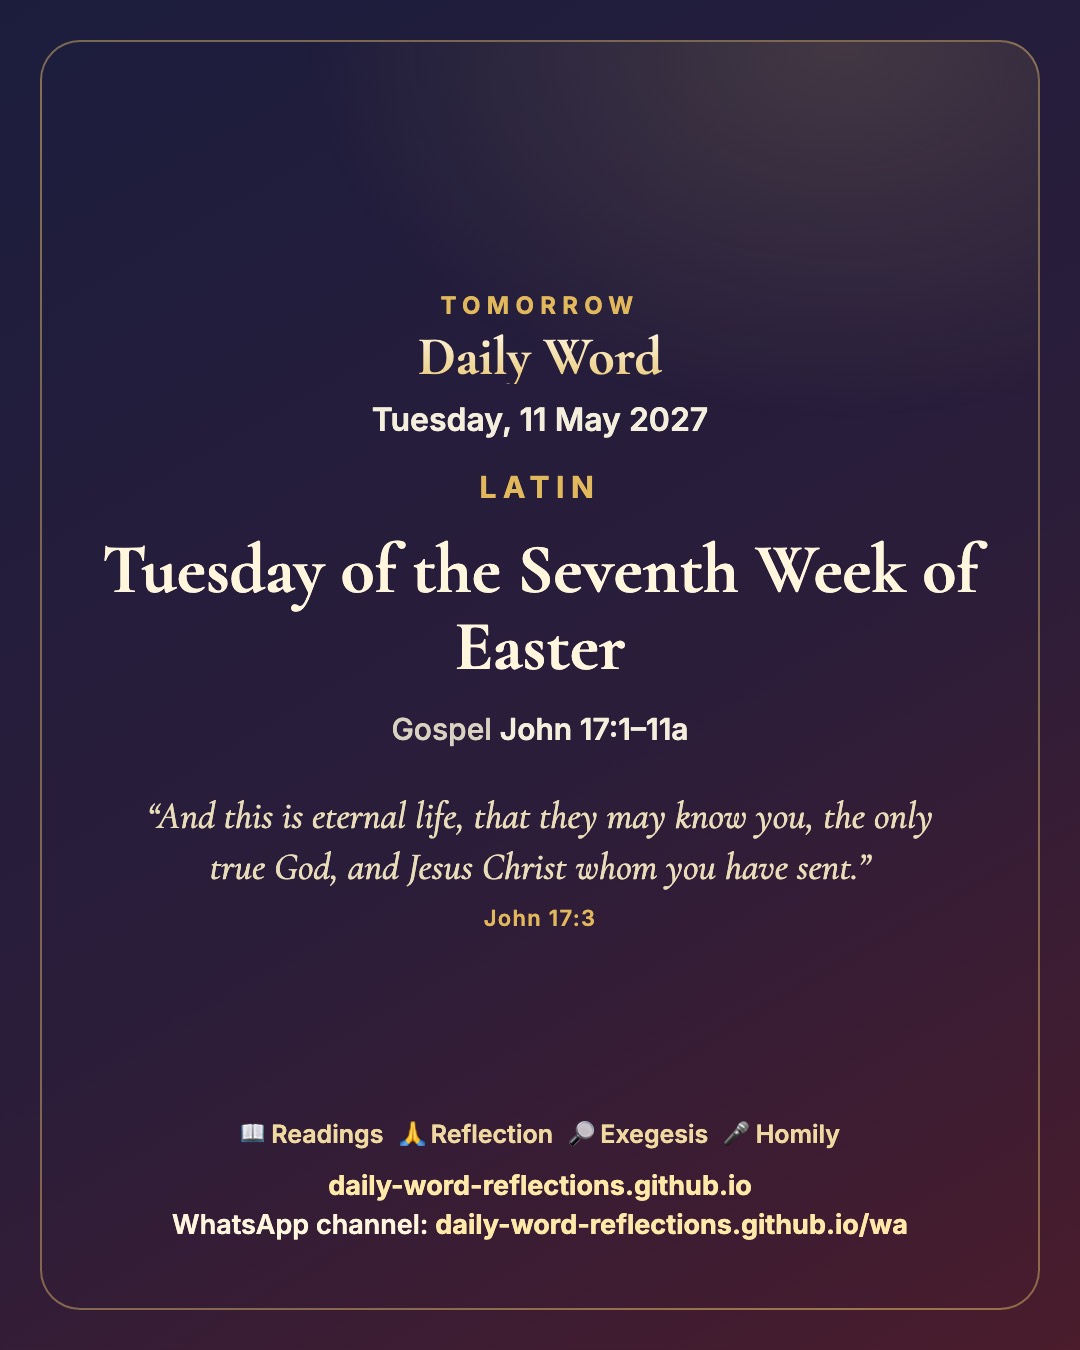 TOMORROW
Daily Word
Tuesday, 11 May 2027
LATIN
Tuesday of the Seventh Week of
Easter
Gospel John 17:1–11a
“And this is eternal life, that they may know you, the only
true God, and Jesus Christ whom you have sent.”
John 17:3
📖 Readings 🙏 Reflection 🔎 Exegesis 🎤 Homily
daily-word-reflections.github.io
WhatsApp channel: daily-word-reflections.github.io/wa